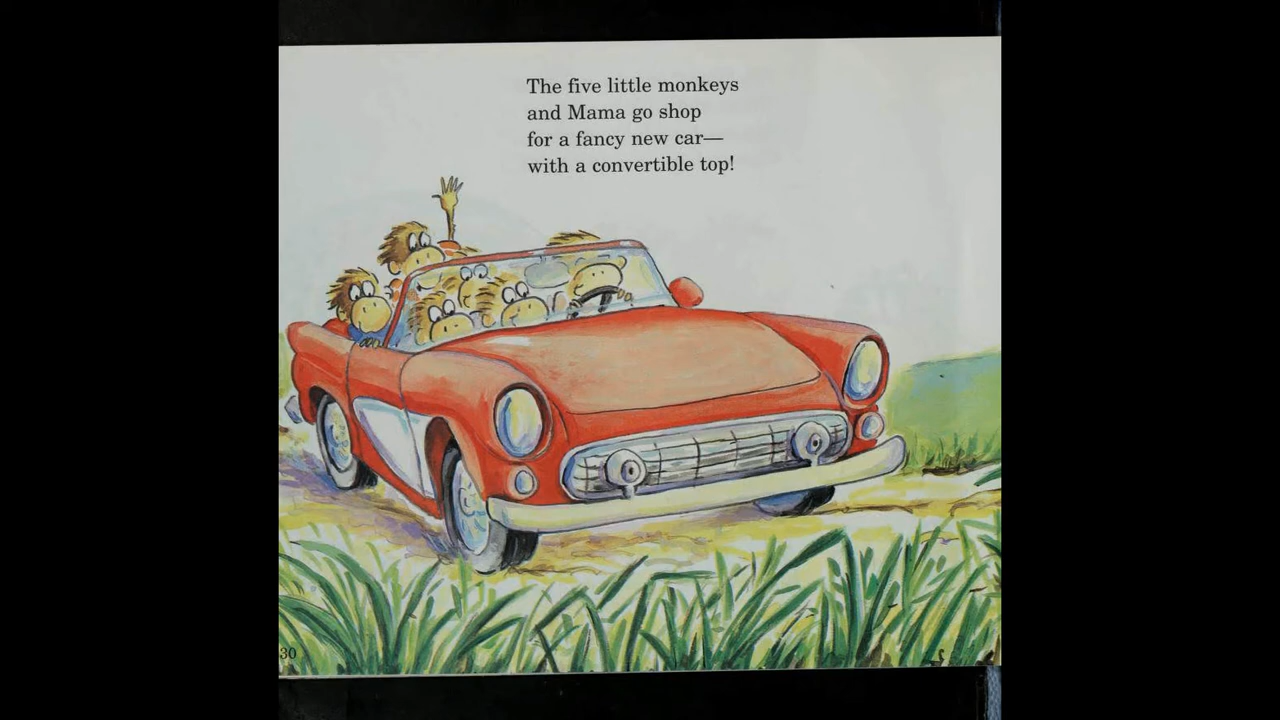 The five little monkeys
and Mama go shop
for a fancy new car—
with a convertible top!
30